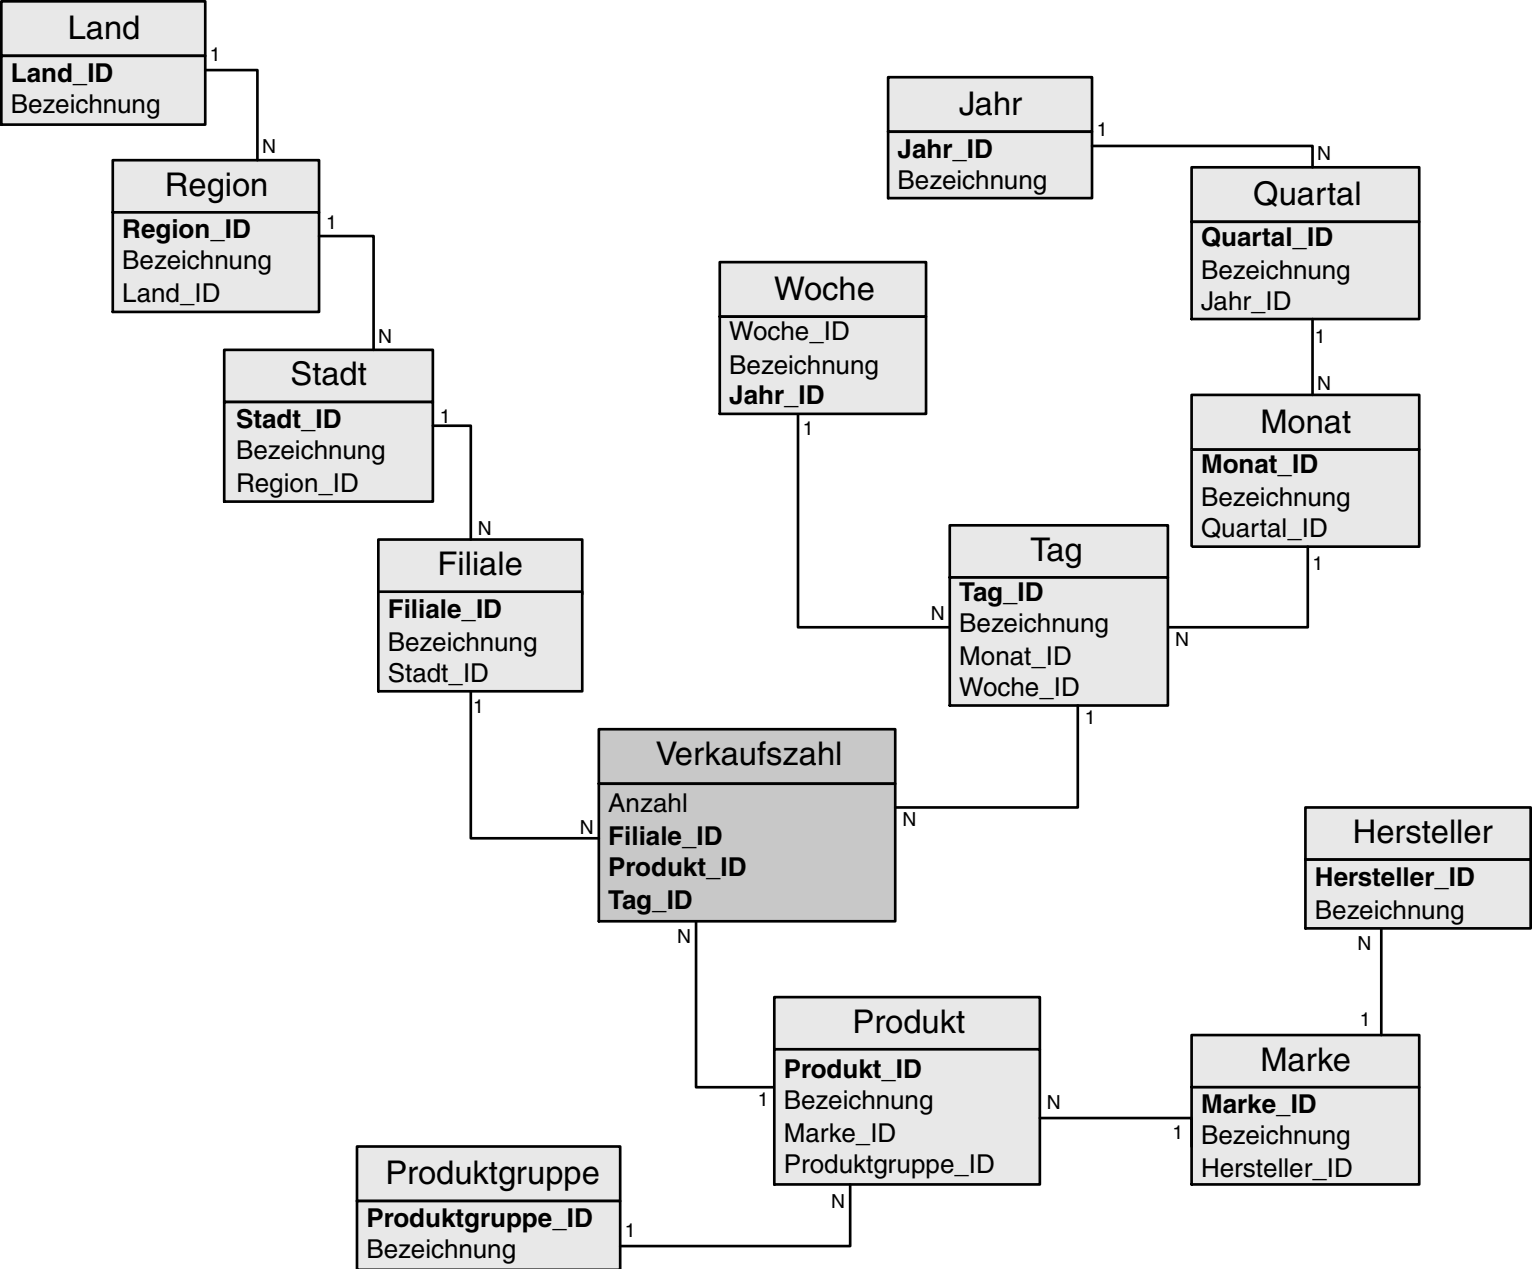 Land
Land_ID
Bezeichnung
1
N
Region
Region_ID
Bezeichnung
Land_ID
1
N
Stadt
Stadt_ID
Bezeichnung
Region_ID
1
N
Filiale
Filiale_ID
Bezeichnung
Stadt_ID
1
N
Jahr
Jahr_ID
Bezeichnung
1
N
Quartal
Quartal_ID
Bezeichnung
Jahr_ID
1
N
Monat
Monat_ID
Bezeichnung
Quartal_ID
1
N
Woche
Woche_ID
Bezeichnung
Jahr_ID
1
N
Tag
Tag_ID
Bezeichnung
Monat_ID
Woche_ID
1
N
Verkaufszahl
Anzahl
Filiale_ID
Produkt_ID
Tag_ID
N
1
Produkt
Produkt_ID
Bezeichnung
Marke_ID
Produktgruppe_ID
N
1
Hersteller
Hersteller_ID
Bezeichnung
N
1
Marke
Marke_ID
Bezeichnung
Hersteller_ID
N
1
Produktgruppe
Produktgruppe_ID
Bezeichnung